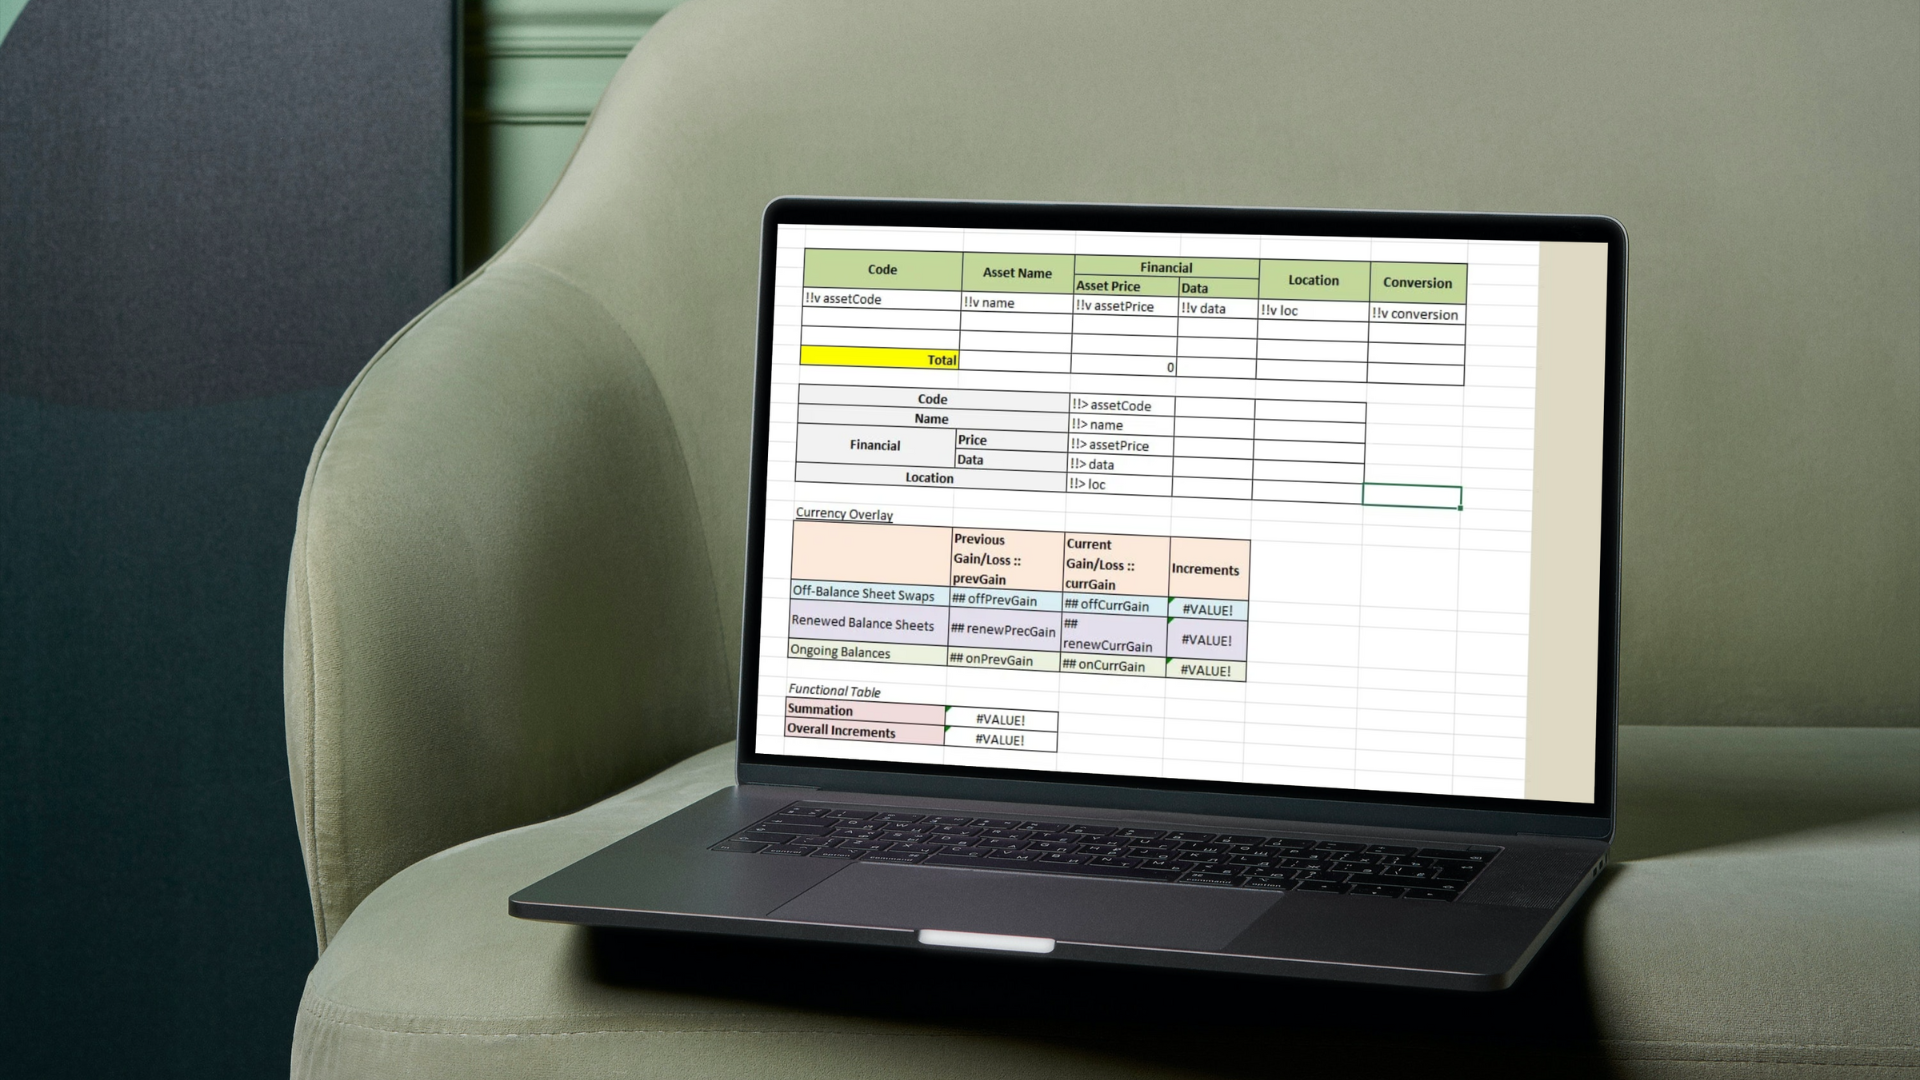 Code Asset Name Financial Location Conversion
Asset Price Data
!!v assetCode !!v name !!v assetPrice !!v data !!v loc !!v conversion
Total 0
Code !!> assetCode
Name !!> name
Financial Price !!> assetPrice
Data !!> data
Location !!> loc
Currency Overlay
Previous Gain/Loss :: prevGain Current Gain/Loss :: currGain Increments
Off-Balance Sheet Swaps ## offPrevGain ## offCurrGain #VALUE!
Renewed Balance Sheets ## renewPrecGain ## renewCurrGain #VALUE!
Ongoing Balances ## onPrevGain ## onCurrGain #VALUE!
Functional Table
Summation #VALUE!
Overall Increments #VALUE!